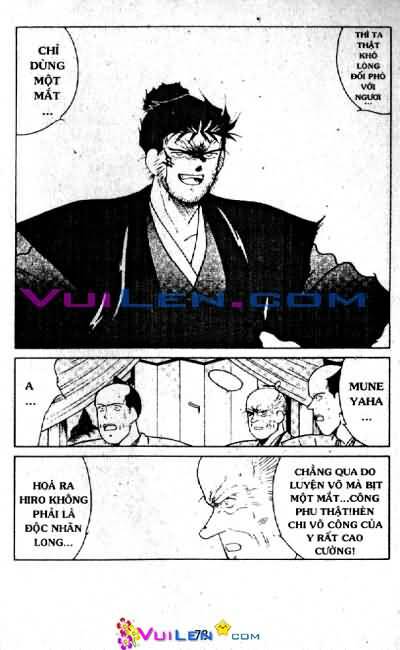 CHỈ
DÙNG
MỘT
MẮT
...
THÌ TA
THẬT
KHÓ
LÒNG
ĐỐI PHÓ
VỚI
NGƯƠI
...
VuiLen.com
A
...
MUNE
YAHA
HOÁ RA
HIRO KHÔNG
PHẢI LÀ
ĐỘC NHÃN
LONG...
CHẲNG QUA DO
LUYỆN VÕ MÀ BỊT
MỘT MẮT...CÔNG
PHU THẬT!HÈN
CHI VÕ CÔNG CỦA
Y RẤT CAO
CƯỜNG!
VuiLen.com